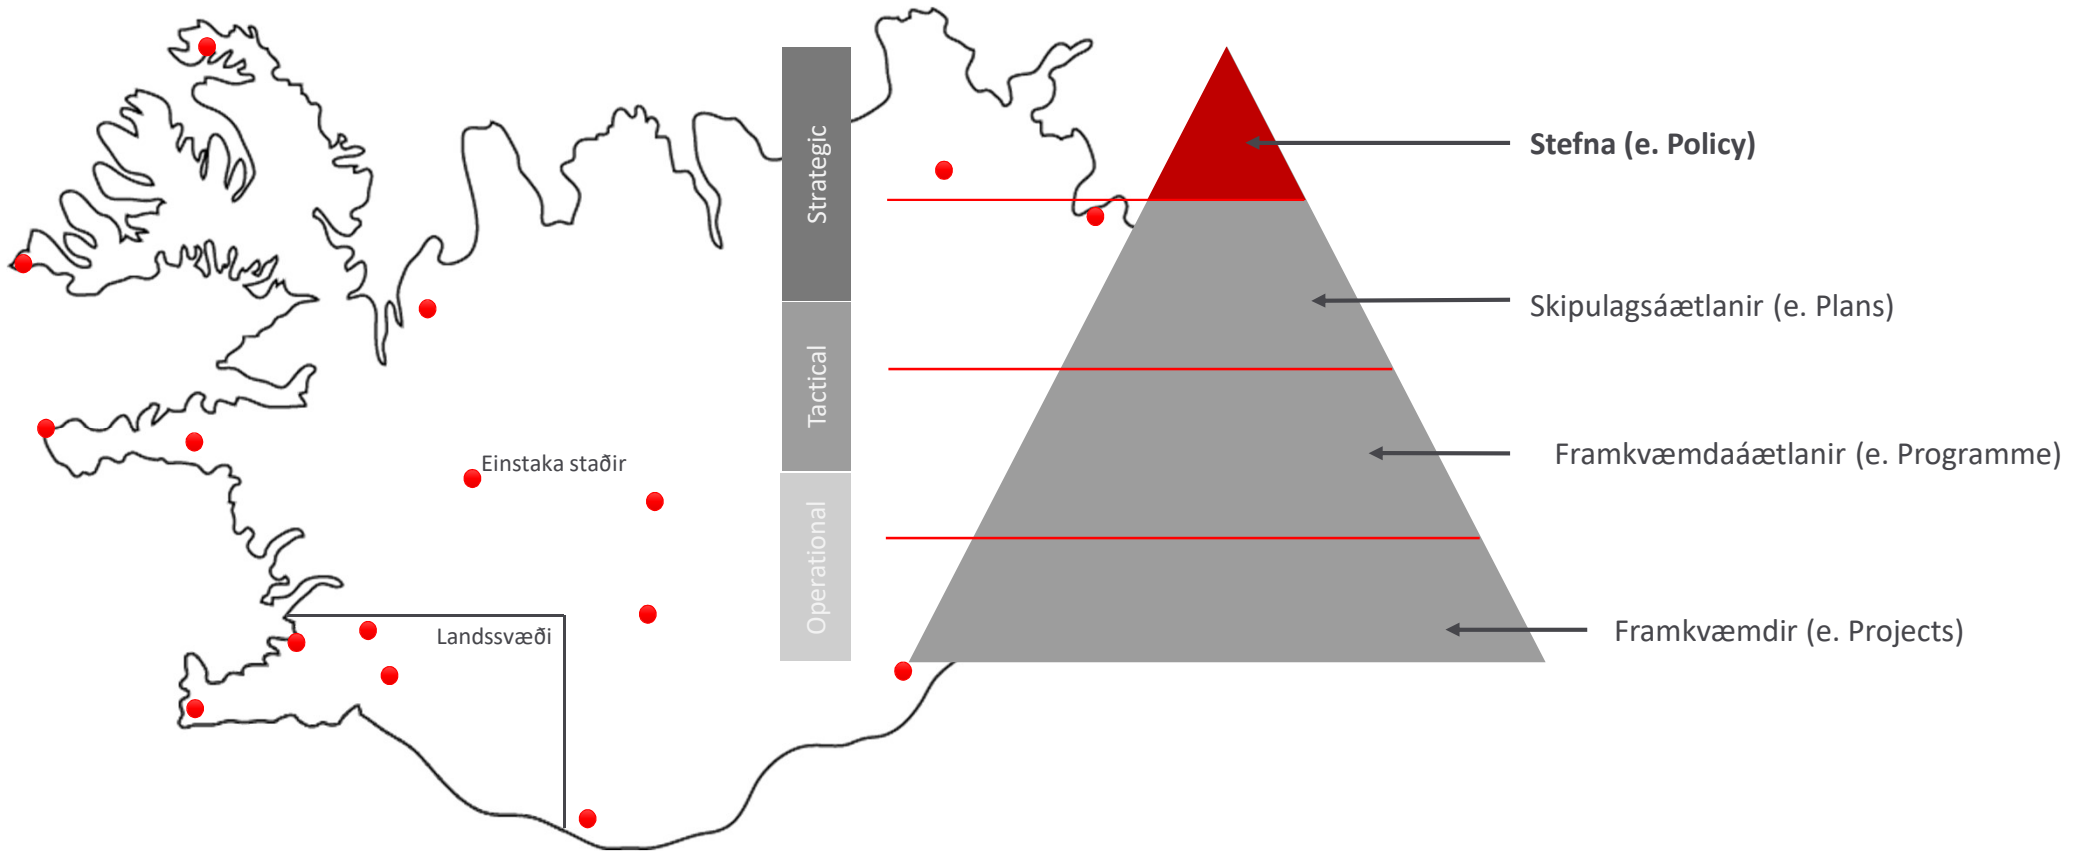 Strategic
Tactical
Operational
Stefna (e. Policy)
Skipulagsáætlanir (e. Plans)
Framkvæmdaáætlanir (e. Programme)
Framkvæmdir (e. Projects)
Einstaka staðir
Landssvæði